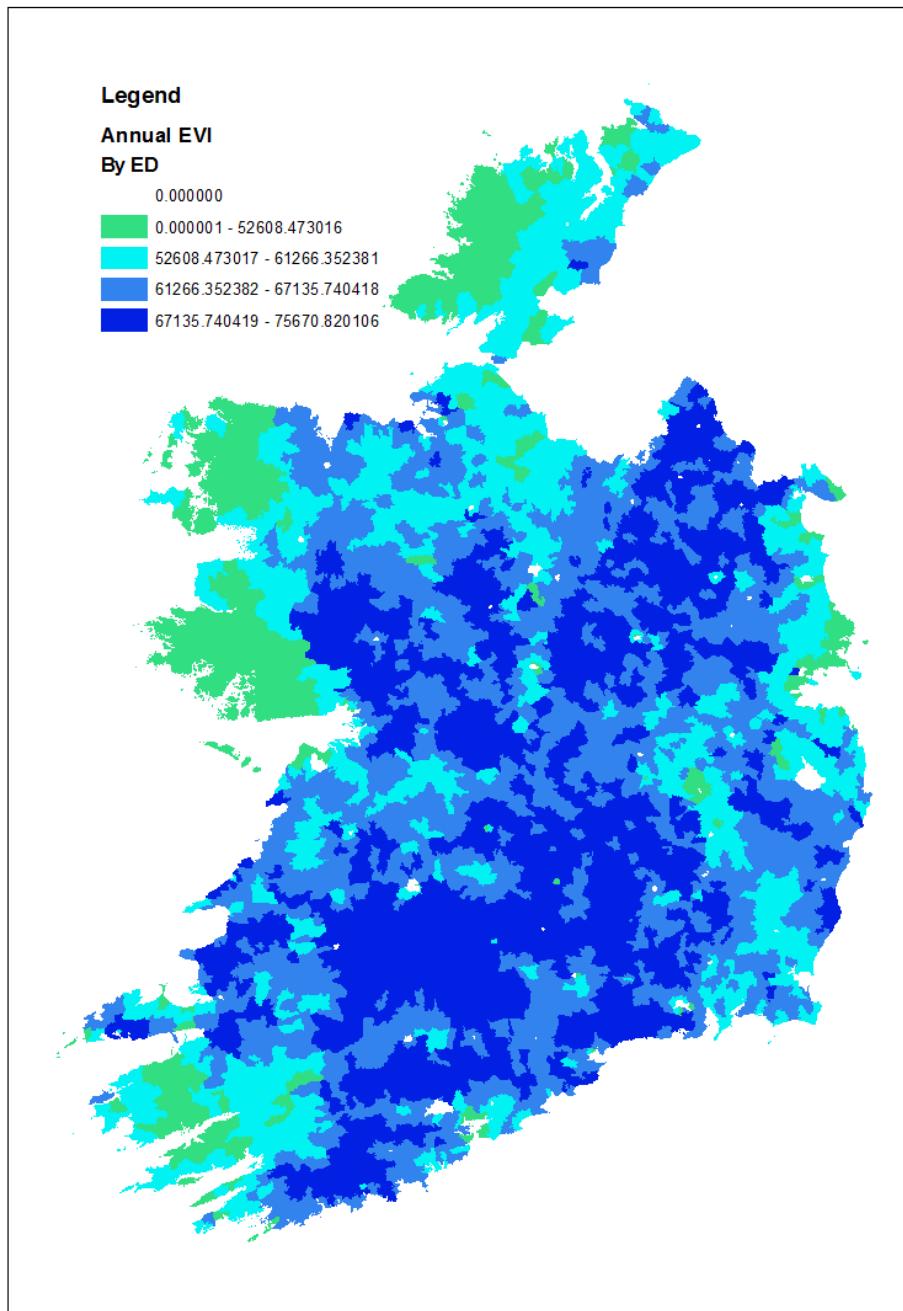 Legend
Annual EVI
By ED
0.000000
0.000001 - 52608.473016
52608.473017 - 61266.352381
61266.352382 - 67135.740418
67135.740419 - 75670.820106